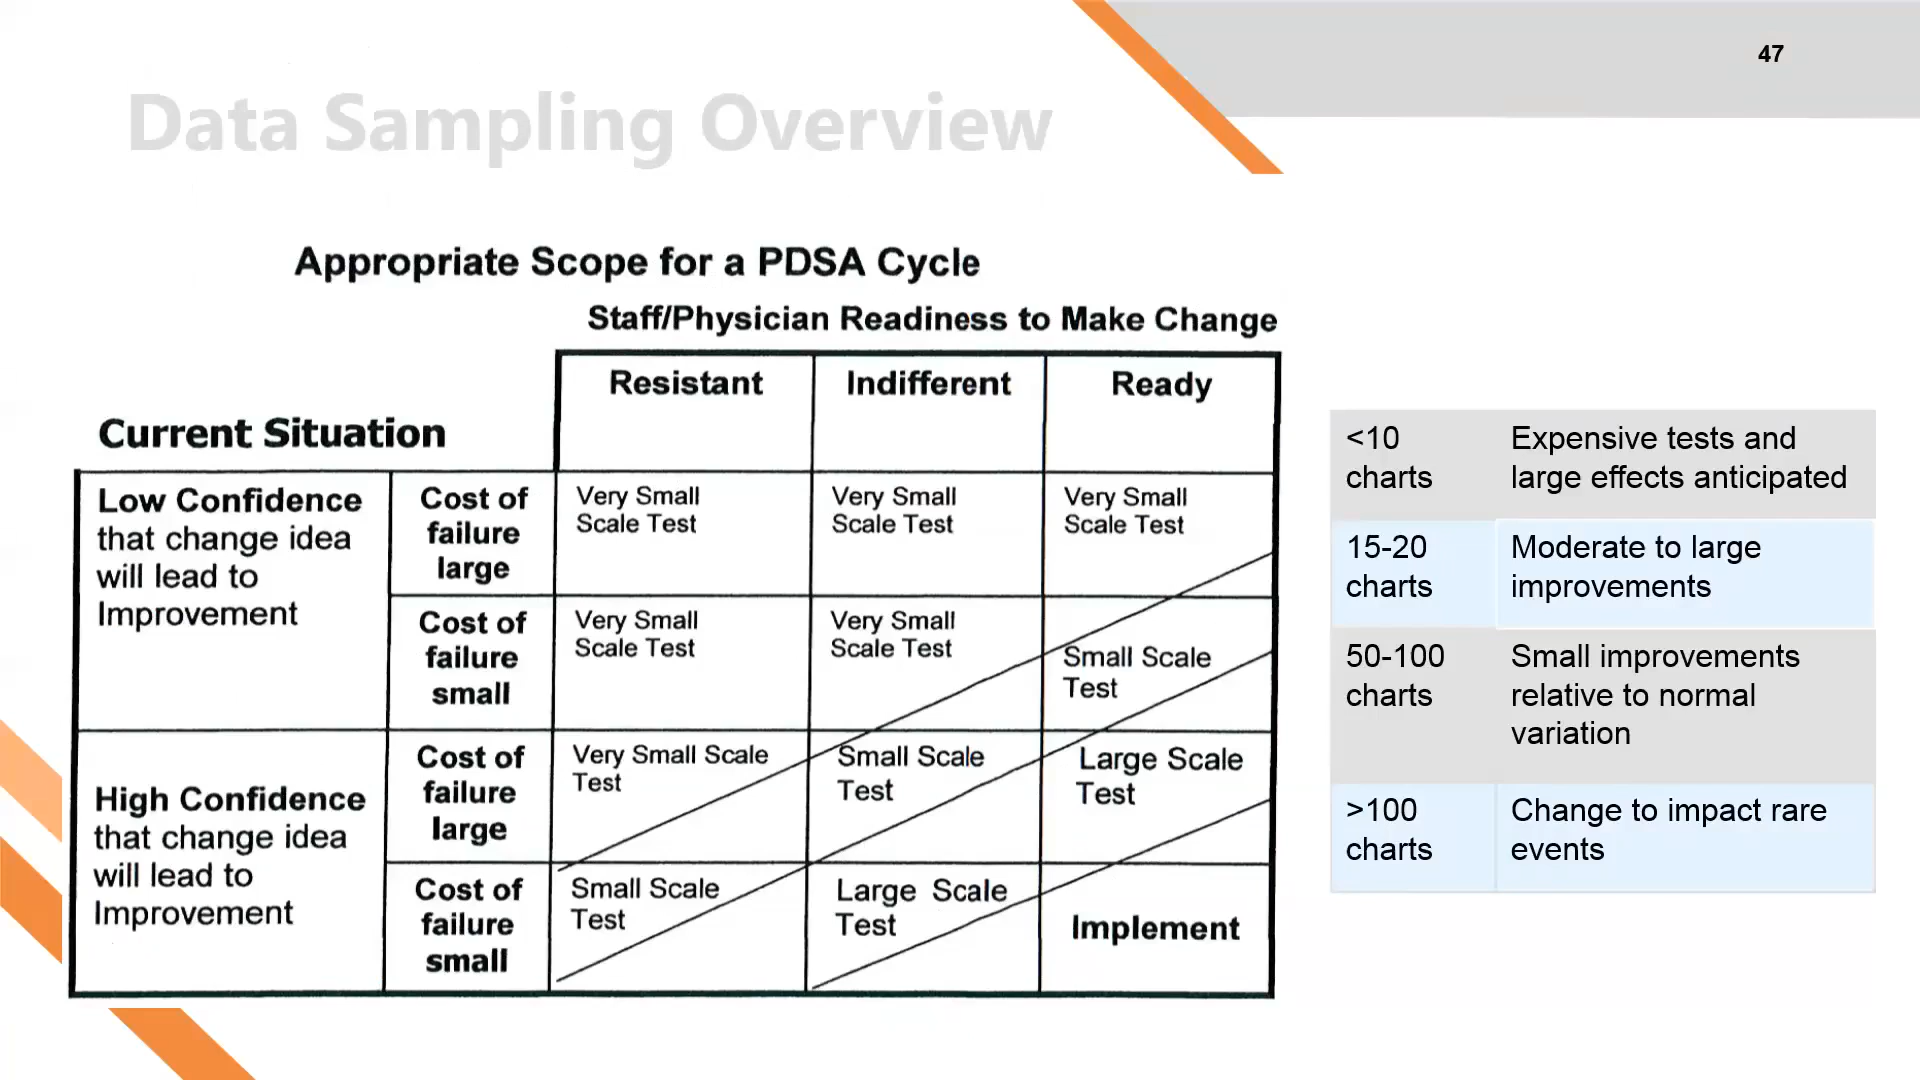 47
Data Sampling Overview
Appropriate Scope for a PDSA Cycle
Staff/Physician Readiness to Make Change
Resistant
Indifferent
Ready
Current Situation
Low Confidence
that change idea
will lead to
Improvement
Cost of
failure
large
Very Small
Scale Test
Very Small
Scale Test
Very Small
Scale Test
Cost of
failure
small
Very Small
Scale Test
Very Small
Scale Test
Small Scale
Test
High Confidence
that change idea
will lead to
Improvement
Cost of
failure
large
Very Small Scale
Test
Small Scale
Test
Large Scale
Test
Cost of
failure
small
Small Scale
Test
Large Scale
Test
Implement
<10
charts
Expensive tests and
large effects anticipated
15-20
charts
Moderate to large
improvements
50-100
charts
Small improvements
relative to normal
variation
>100
charts
Change to impact rare
events